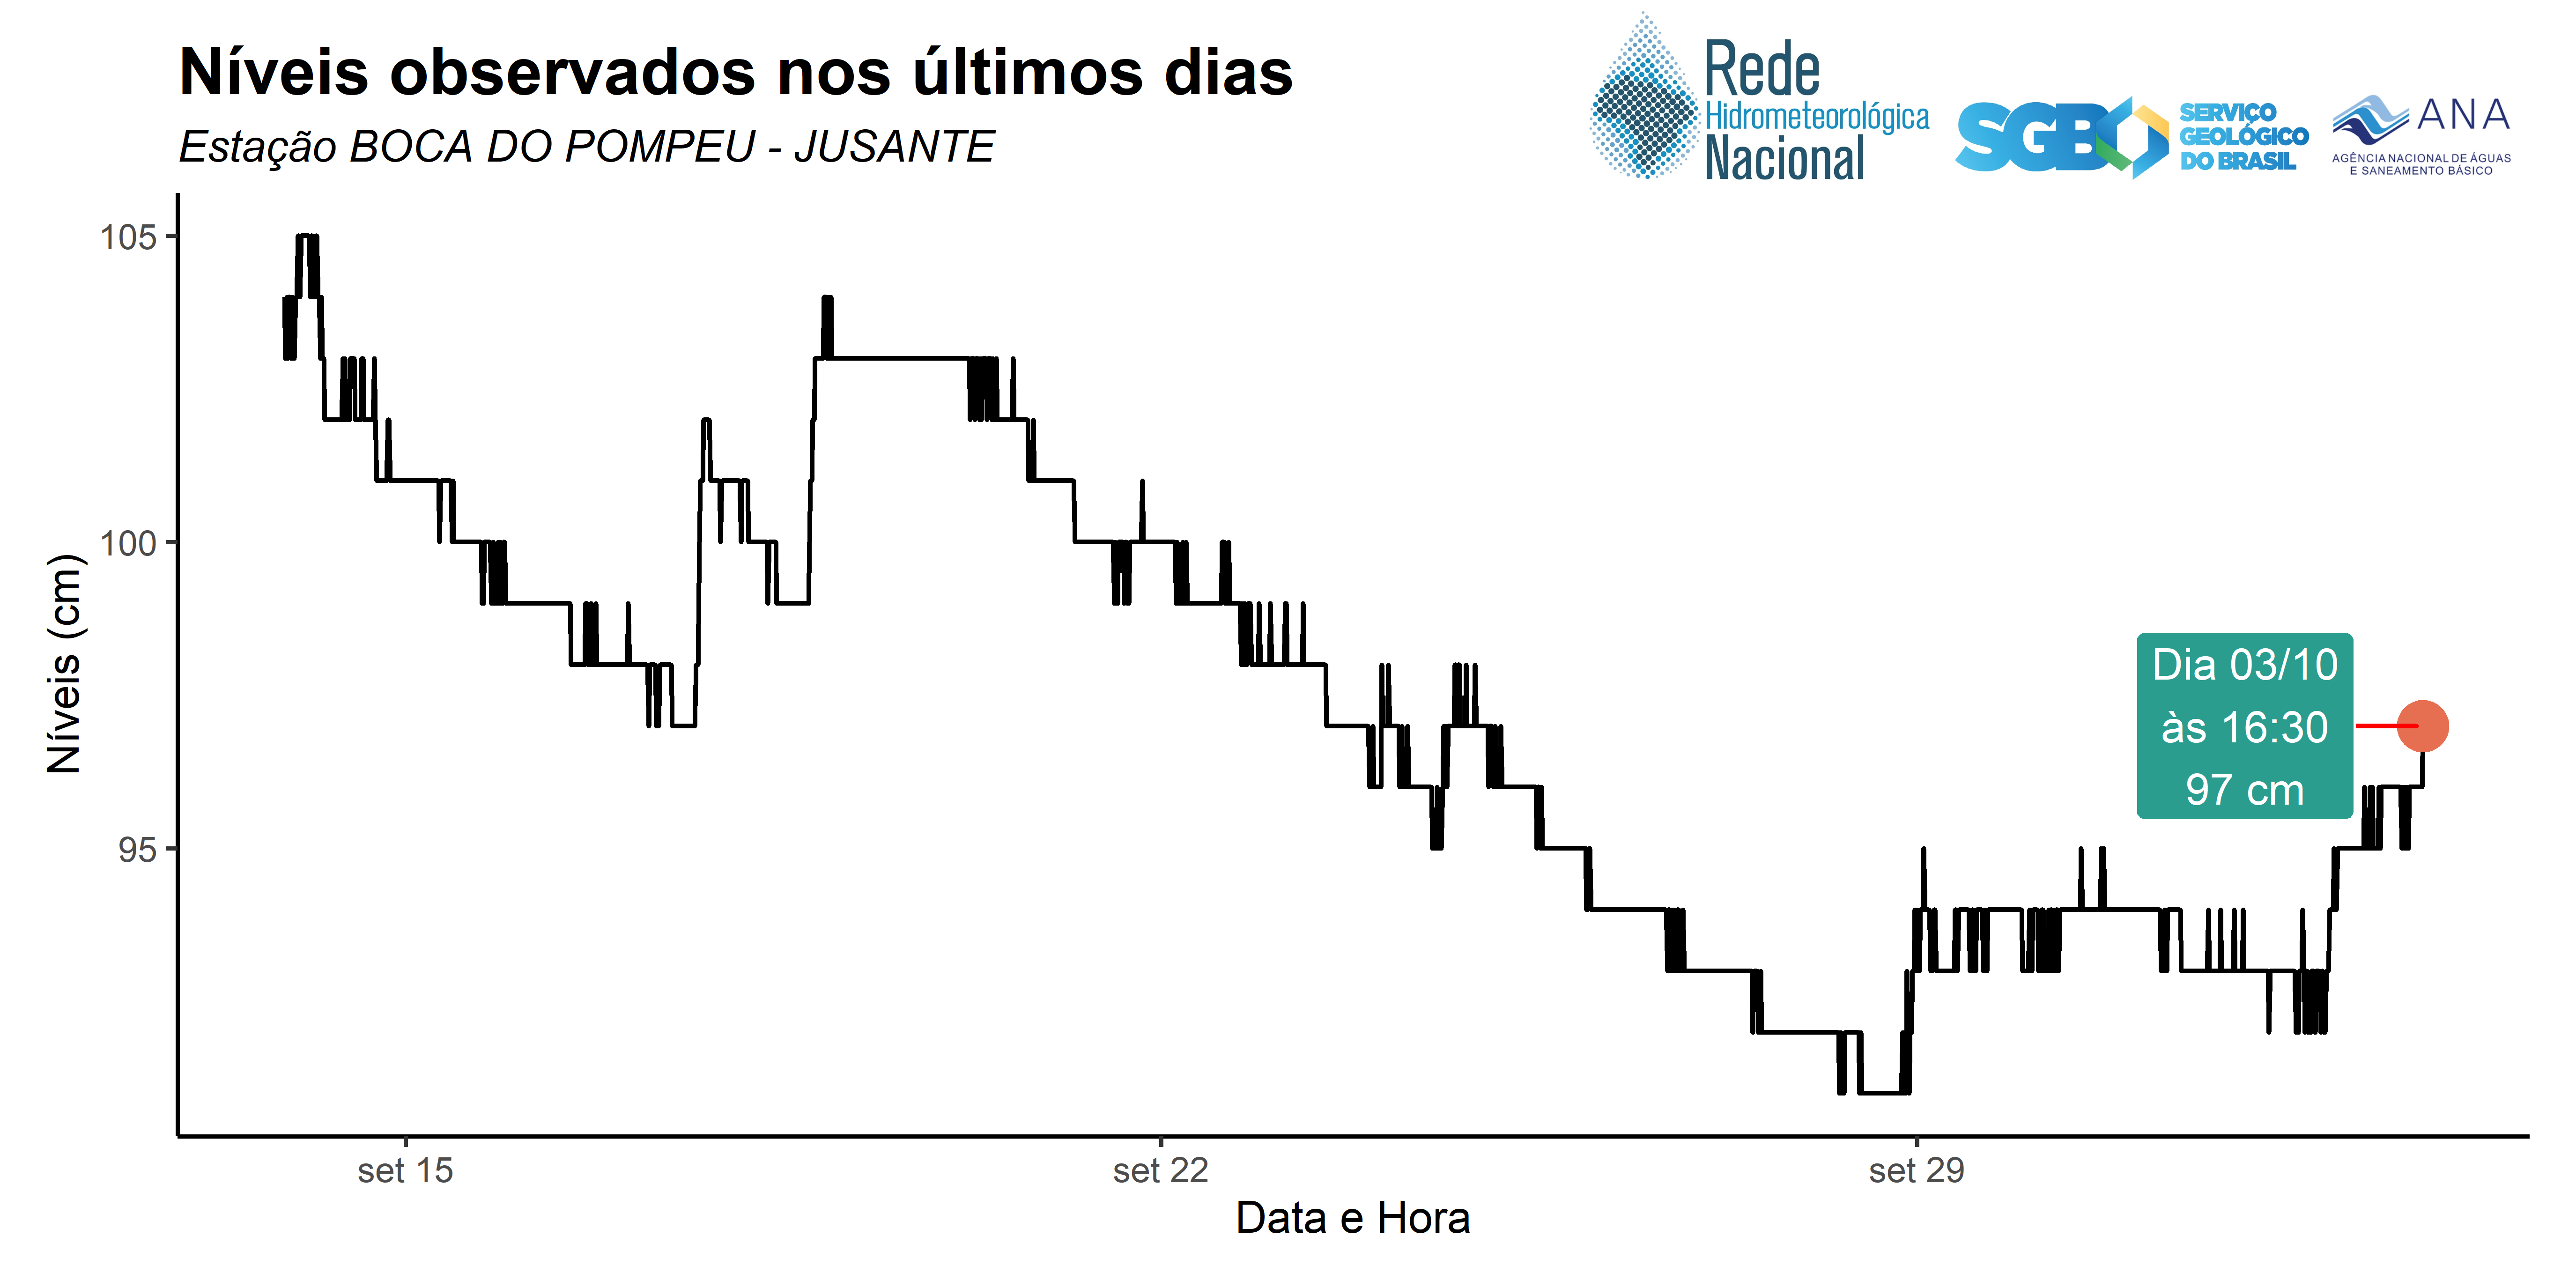 Níveis observados nos últimos dias
Estação BOCA DO POMPEU - JUSANTE
Rede
Hidrometeorológica
Nacional
SGB
SERVIÇO
GEOLÓGICO
DO BRASIL
ANA
AGÊNCIA NACIONAL DE ÁGUAS
E SANEAMENTO BÁSICO
Níveis (cm)
105
100
95
Dia 03/10
às 16:30
97 cm
set 15
set 22
set 29
Data e Hora